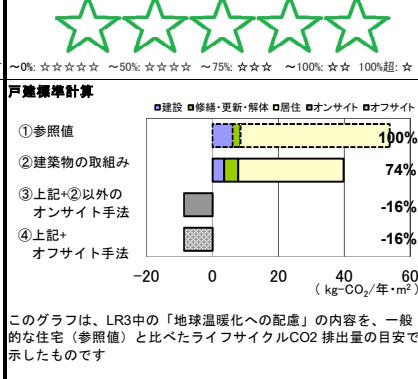 ~0%: ☆☆☆☆☆ ~50%: ☆☆☆☆ ~75%: ☆☆☆ ~100%: ☆☆ 100%超: ☆
戸建標準計算
■建設 ■修繕・更新・解体 □居住 ■オンサイト ■オフサイト
①参照値
100%
②建築物の取組み
74%
③上記+②以外の
オンサイト手法
-16%
④上記+
オフサイト手法
-16%
-20 0 20 40 60
( kg-CO₂/年・m² )
このグラフは、LR3中の「地球温暖化への配慮」の内容を、一般
的な住宅（参照値）と比べたライフサイクルCO2 排出量の目安で
示したものです